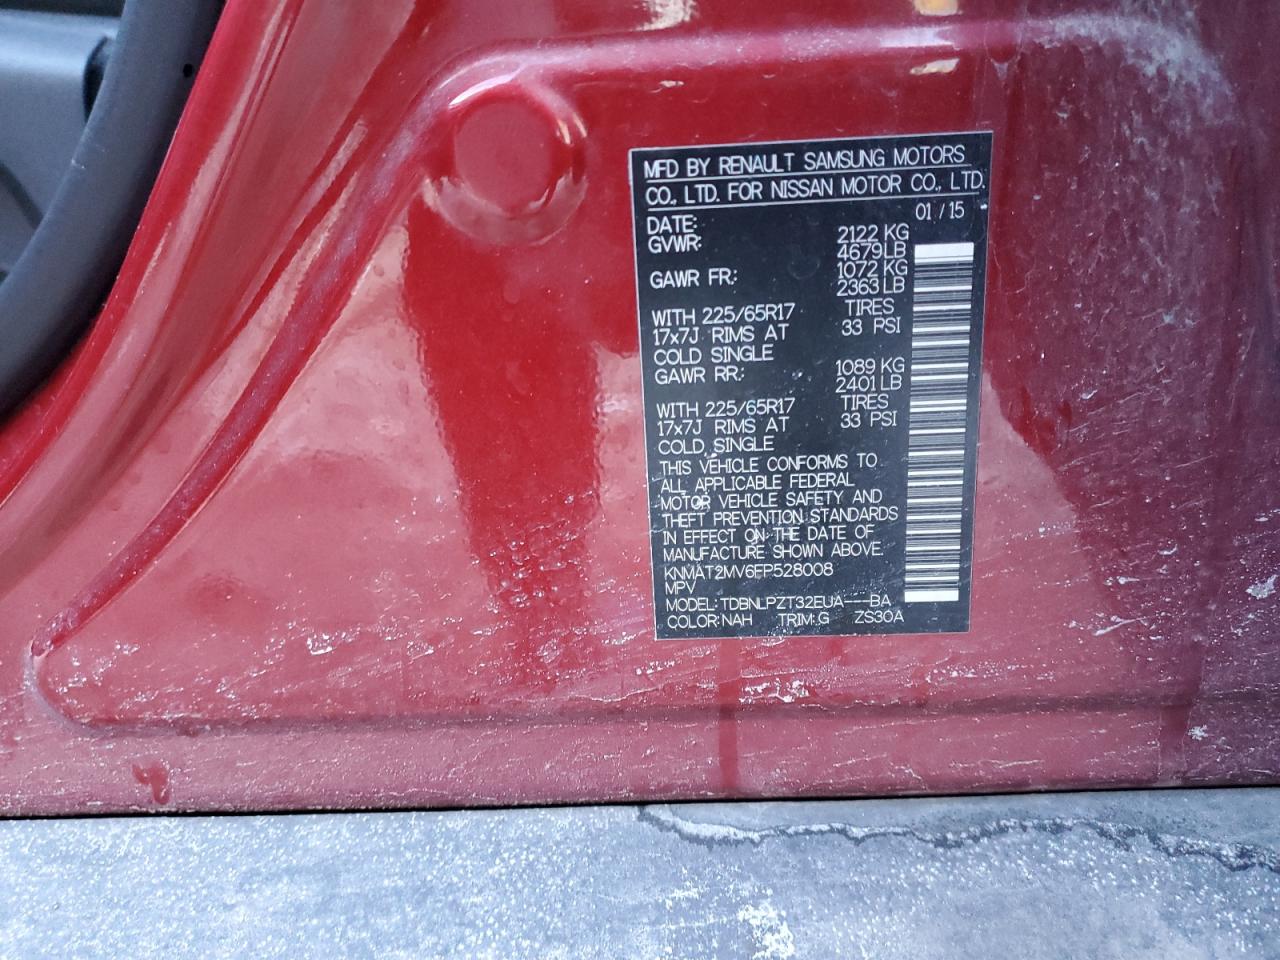 MFD BY RENAULT SAMSUNG MOTORS
CO., LTD. FOR NISSAN MOTOR CO., LTD.
DATE: 01 / 15
GVWR: 2122 KG
4679 LB
GAWR FR: 1072 KG
2363 LB
WITH 225/65R17 TIRES
17x7J RIMS AT 33 PSI
COLD SINGLE
GAWR RR: 1089 KG
2401 LB
WITH 225/65R17 TIRES
17x7J RIMS AT 33 PSI
COLD SINGLE
THIS VEHICLE CONFORMS TO
ALL APPLICABLE FEDERAL
MOTOR VEHICLE SAFETY AND
THEFT PREVENTION STANDARDS
IN EFFECT ON THE DATE OF
MANUFACTURE SHOWN ABOVE.
KNMAT2MV6FP528008
MPV
MODEL: TDBNLPZT32EUA---BA
COLOR: NAH TRIM: G ZS30A